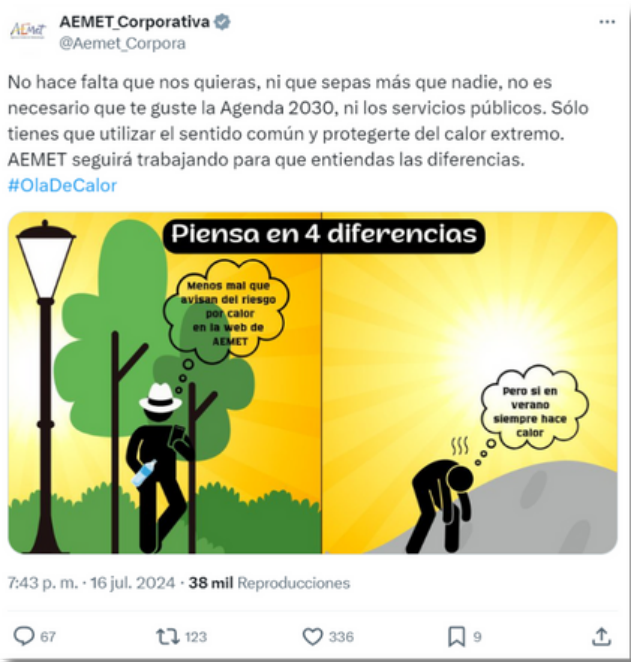 AEMET_Corporativa
@Aemet_Corpora
No hace falta que nos quieras, ni que sepas más que nadie, no es
necesario que te guste la Agenda 2030, ni los servicios públicos. Sólo
tienes que utilizar el sentido común y protegerte del calor extremo.
AEMET seguirá trabajando para que entiendas las diferencias.
#OlaDeCalor
Piensa en 4 diferencias
Menos mal que
avisan del riesgo
por calor
en la web de
AEMET
Pero si en
verano
siempre hace
calor
7:43 p. m. · 16 jul. 2024 · 38 mil Reproducciones
67 123 336 9